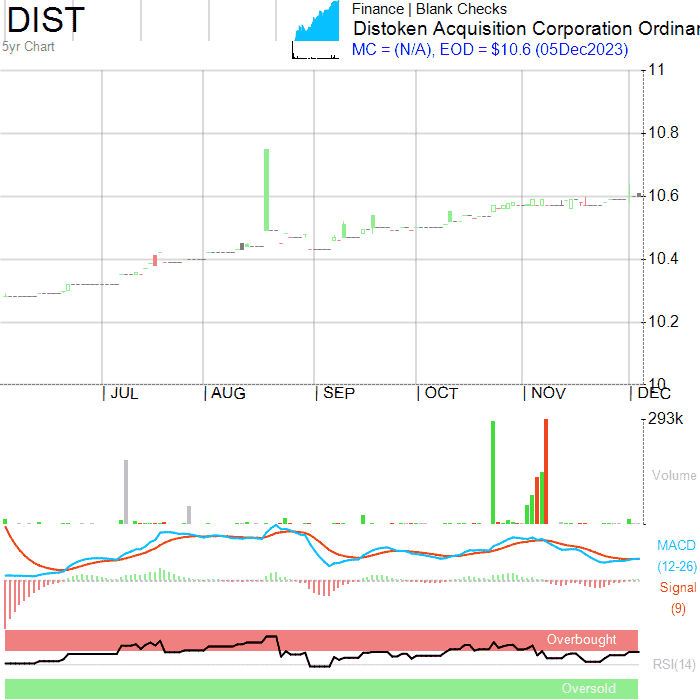 DIST
Finance | Blank Checks
Distoken Acquisition Corporation Ordinar
5yr Chart
MC = (N/A), EOD = $10.6 (05Dec2023)
11
10.8
10.6
10.4
10.2
10
| JUL | AUG | SEP | OCT | NOV | DEC
293k
Volume
MACD
(12-26)
Signal
(9)
Overbought
RSI(14)
Oversold